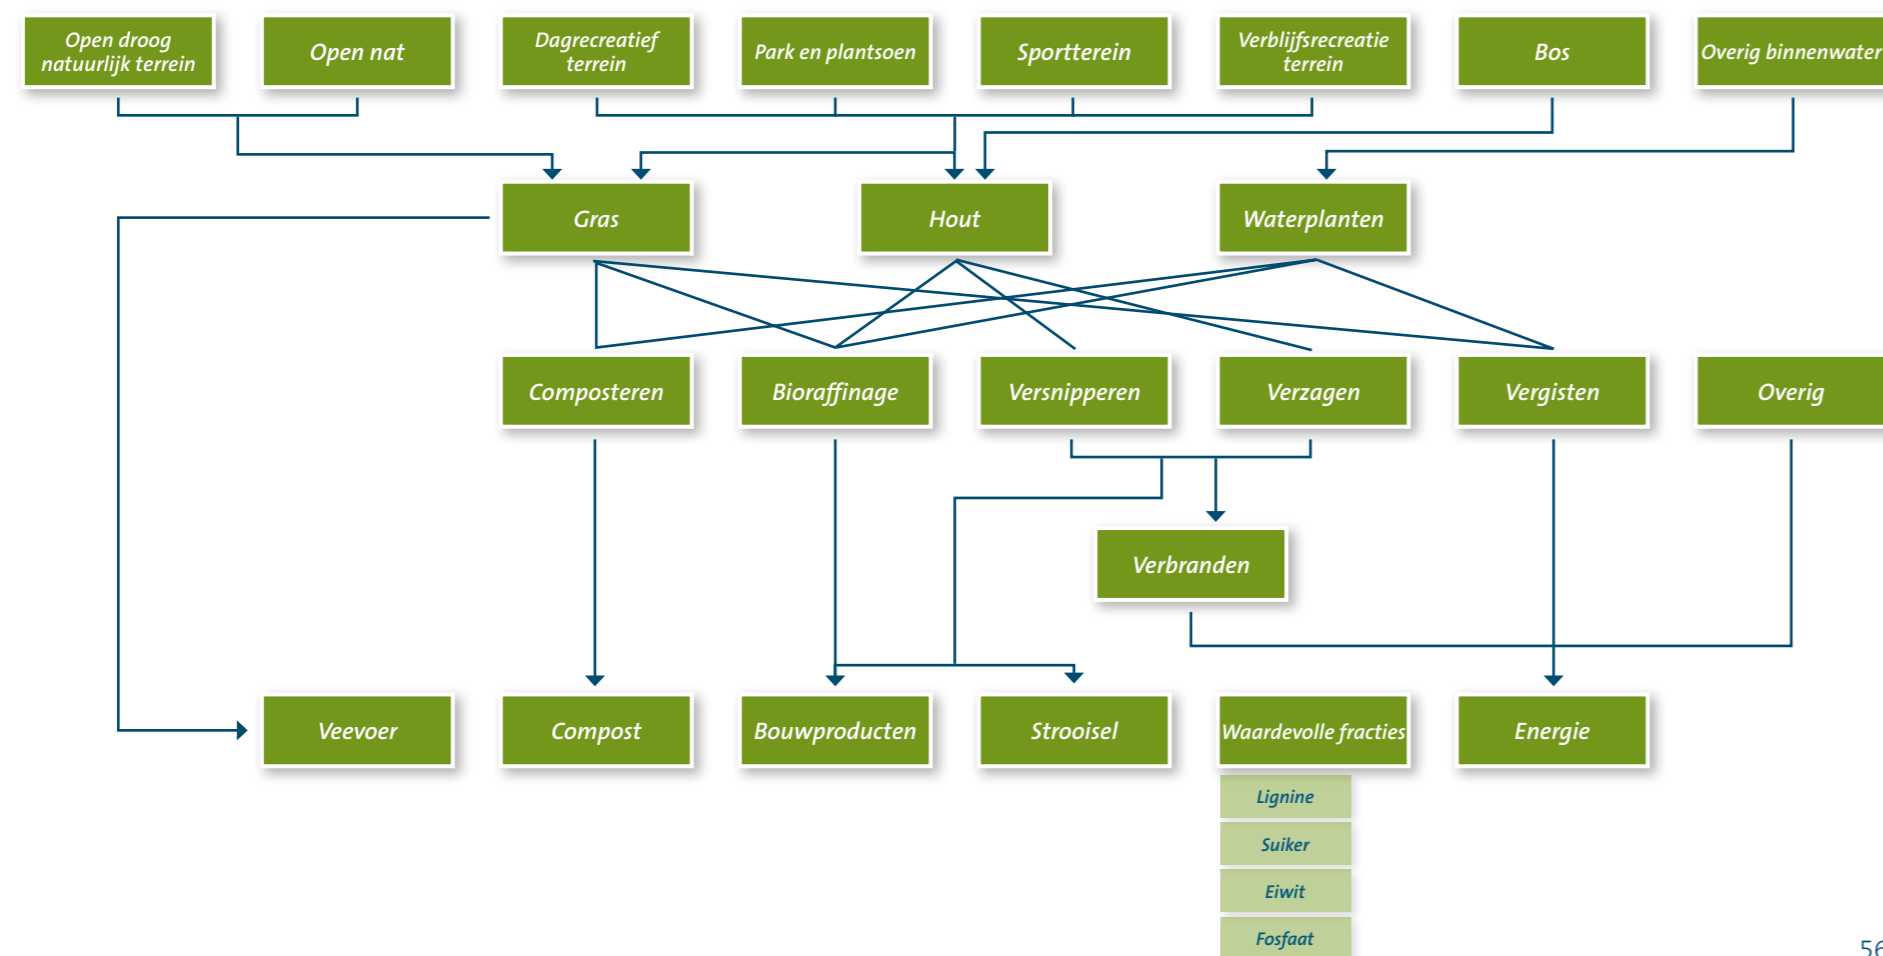 Open droog
natuurlijk terrein
Open nat
Dagrecreatief
terrein
Park en plantsoen
Sportterein
Verblijfsrecreatie
terrein
Bos
Overig binnenwater
Gras
Hout
Waterplanten
Composteren
Bioraffinage
Versnipperen
Verzagen
Vergisten
Overig
Verbranden
Veevoer
Compost
Bouwproducten
Strooisel
Waardevolle fracties
Energie
Lignine
Suiker
Eiwit
Fosfaat
56